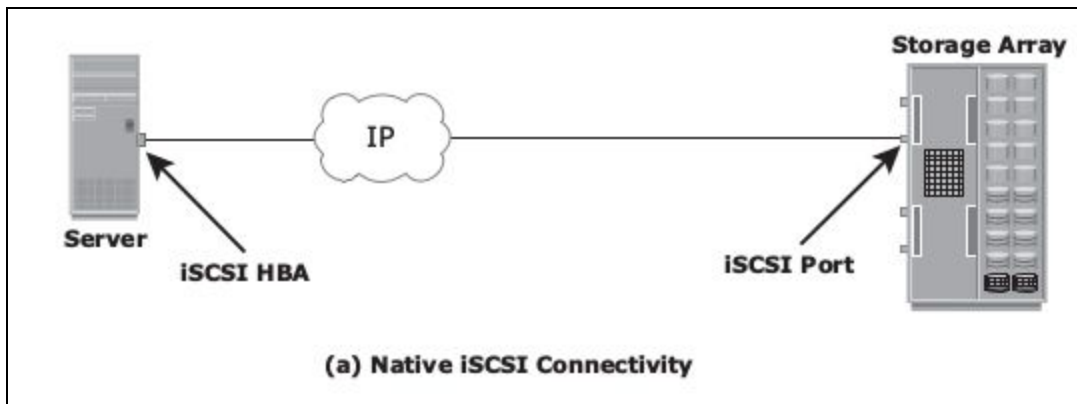 Storage Array
IP
Server
iSCSI HBA
iSCSI Port
(a) Native iSCSI Connectivity